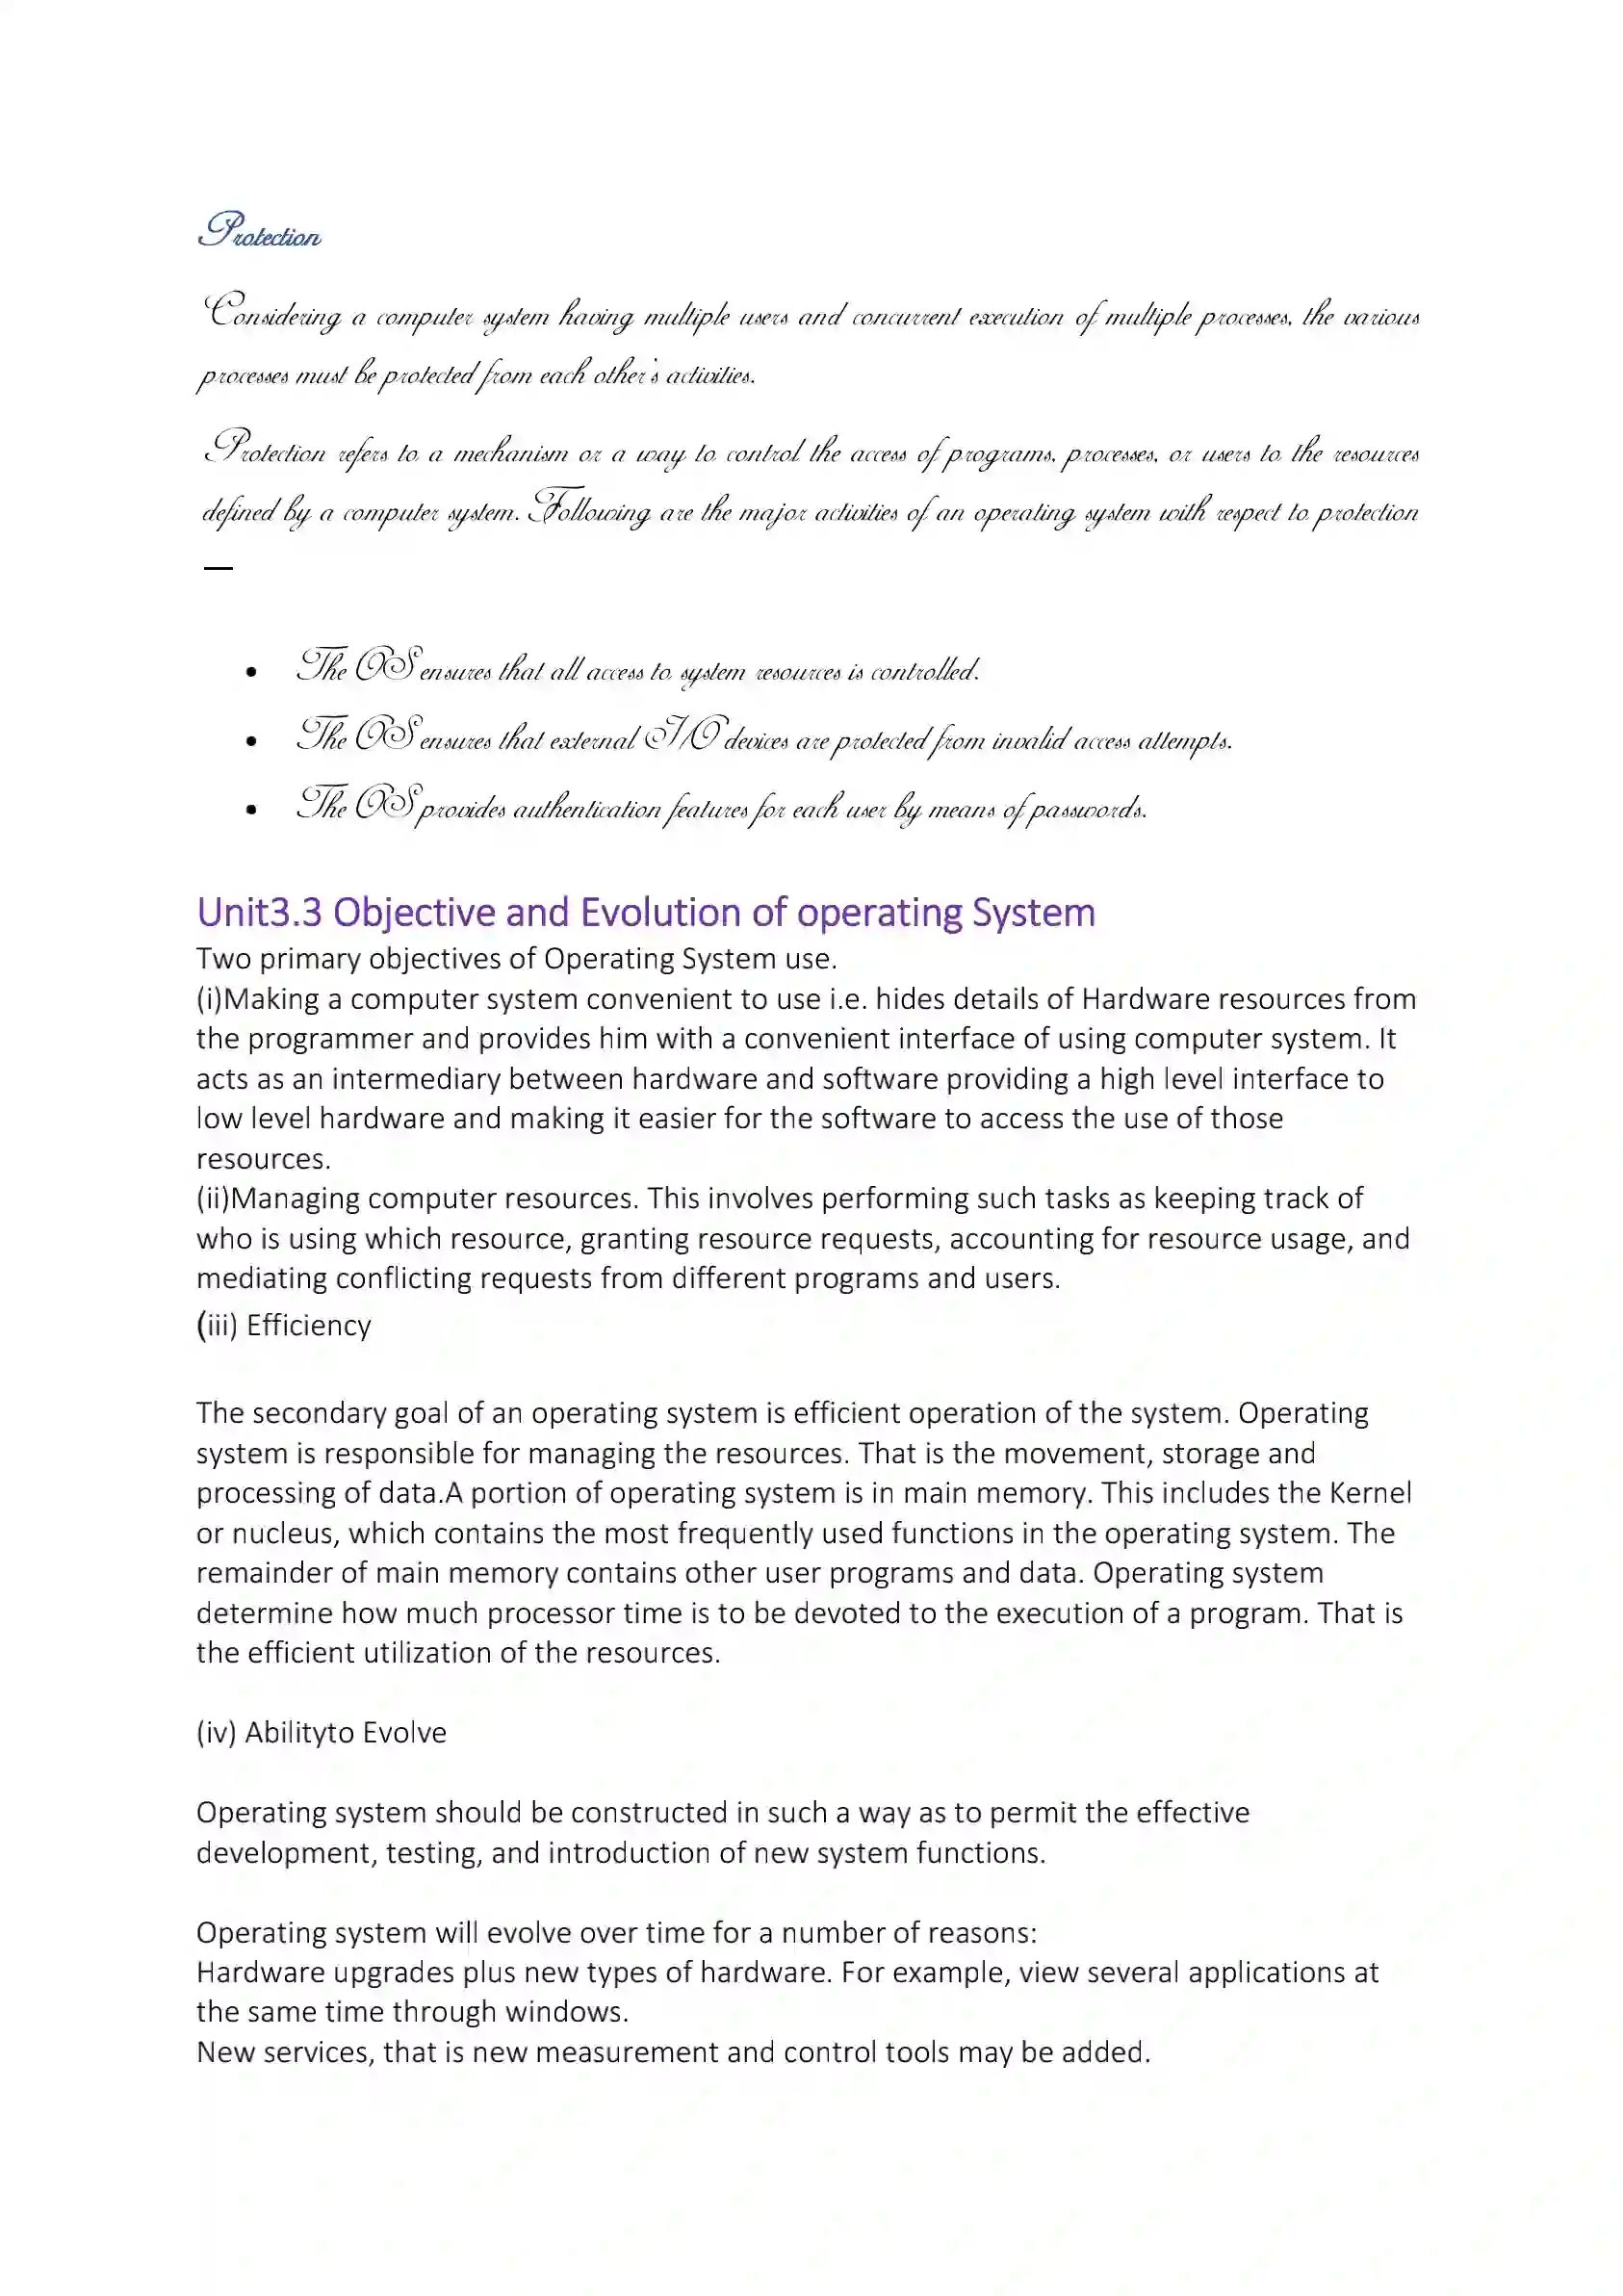 Protection
Considering a computer system having multiple users and concurrent execution of multiple processes, the various
processes must be protected from each other's activities.
Protection refers to a mechanism or a way to control the access of programs, processes, or users to the resources
defined by a computer system. Following are the major activities of an operating system with respect to protection
—
• The OS ensures that all access to system resources is controlled.
• The OS ensures that external I/O devices are protected from invalid access attempts.
• The OS provides authentication features for each user by means of passwords.
Unit3.3 Objective and Evolution of operating System
Two primary objectives of Operating System use.
(i)Making a computer system convenient to use i.e. hides details of Hardware resources from
the programmer and provides him with a convenient interface of using computer system. It
acts as an intermediary between hardware and software providing a high level interface to
low level hardware and making it easier for the software to access the use of those
resources.
(ii)Managing computer resources. This involves performing such tasks as keeping track of
who is using which resource, granting resource requests, accounting for resource usage, and
mediating conflicting requests from different programs and users.
(iii) Efficiency
The secondary goal of an operating system is efficient operation of the system. Operating
system is responsible for managing the resources. That is the movement, storage and
processing of data.A portion of operating system is in main memory. This includes the Kernel
or nucleus, which contains the most frequently used functions in the operating system. The
remainder of main memory contains other user programs and data. Operating system
determine how much processor time is to be devoted to the execution of a program. That is
the efficient utilization of the resources.
(iv) Abilityto Evolve
Operating system should be constructed in such a way as to permit the effective
development, testing, and introduction of new system functions.
Operating system will evolve over time for a number of reasons:
Hardware upgrades plus new types of hardware. For example, view several applications at
the same time through windows.
New services, that is new measurement and control tools may be added.